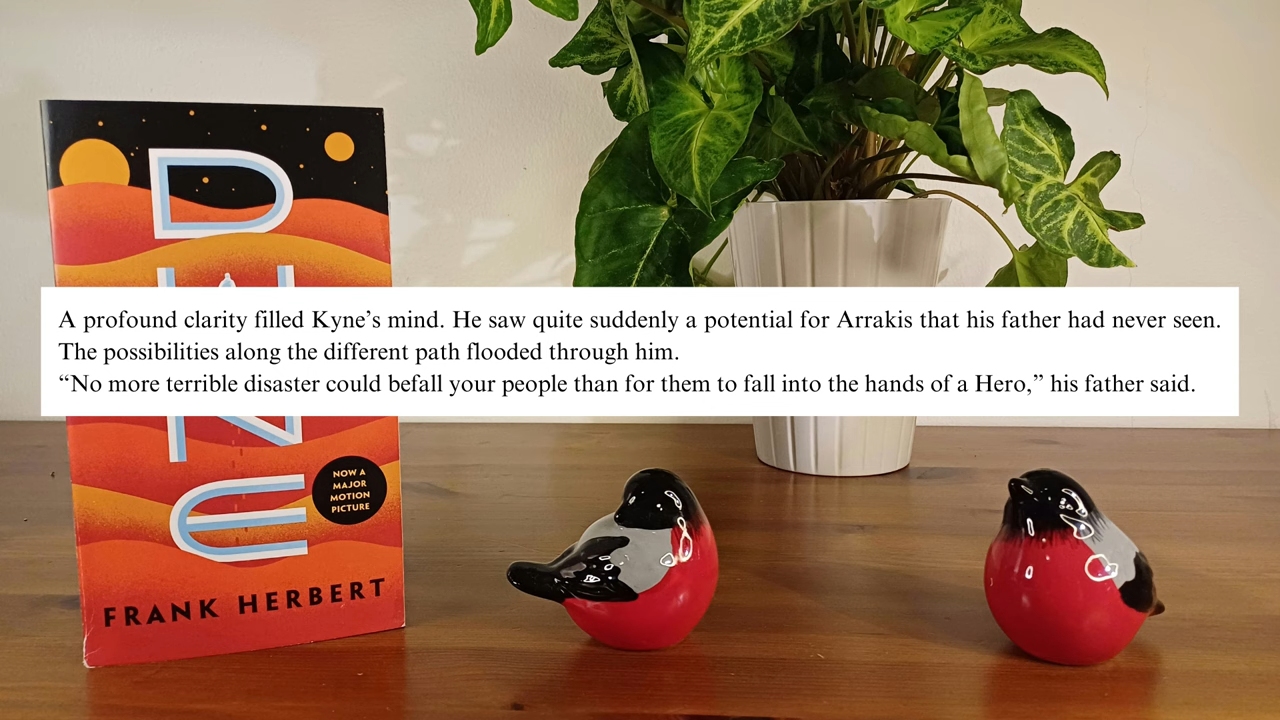 DUNE
A profound clarity filled Kyne’s mind. He saw quite suddenly a potential for Arrakis that his father had never seen.
The possibilities along the different path flooded through him.
“No more terrible disaster could befall your people than for them to fall into the hands of a Hero,” his father said.
NOW A
MAJOR
MOTION
PICTURE
FRANK HERBERT